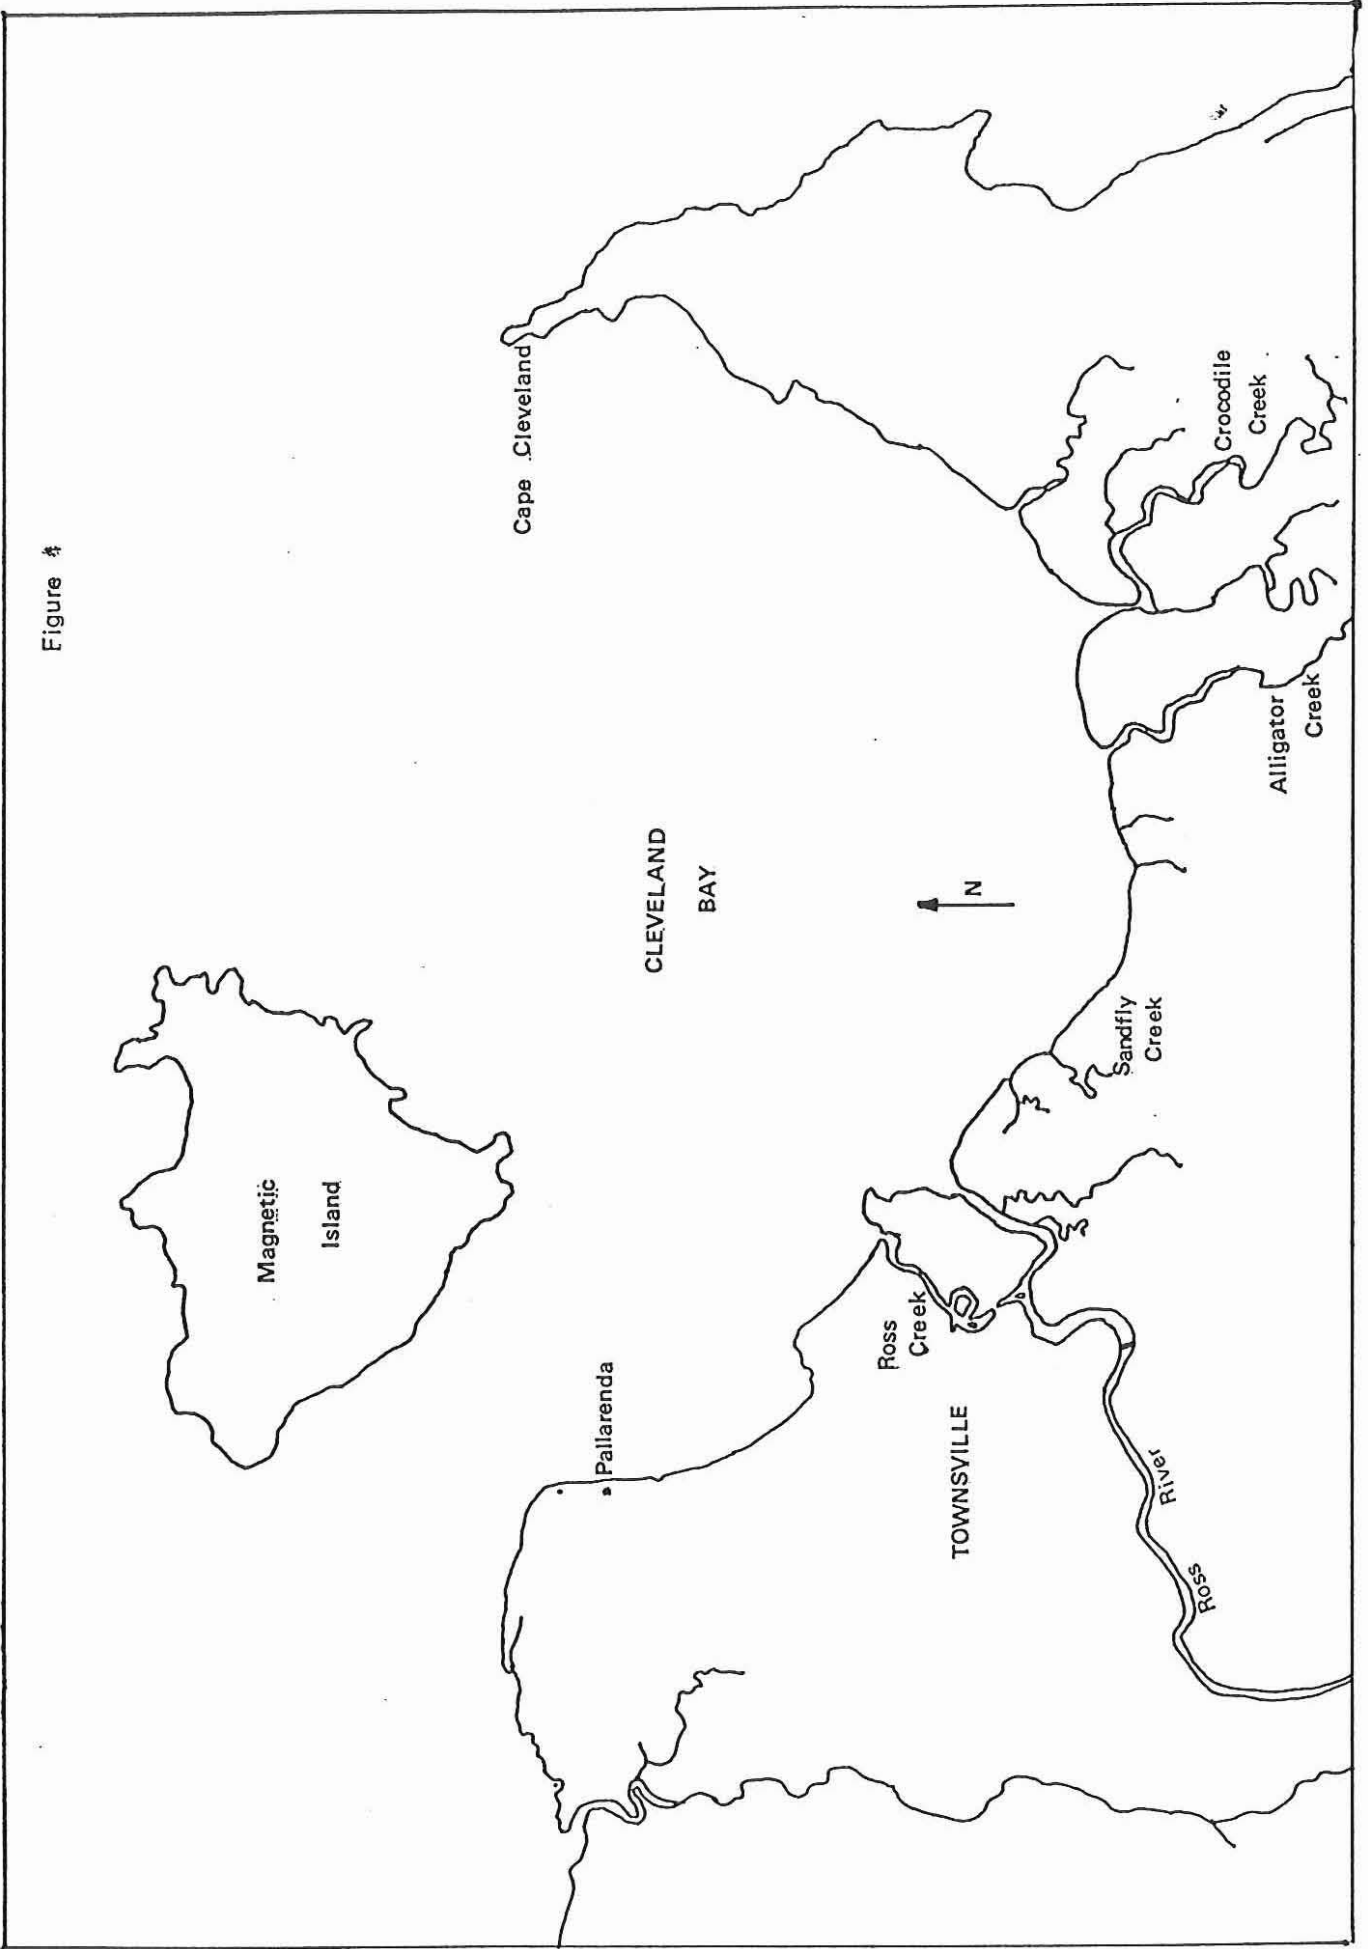 Figure 4
Magnetic
Island
Cape Cleveland
Pallarenda
CLEVELAND
BAY
N
Ross
Creek
TOWNSVILLE
Sandfly
Creek
Ross River
Crocodile
Creek
Alligator
Creek